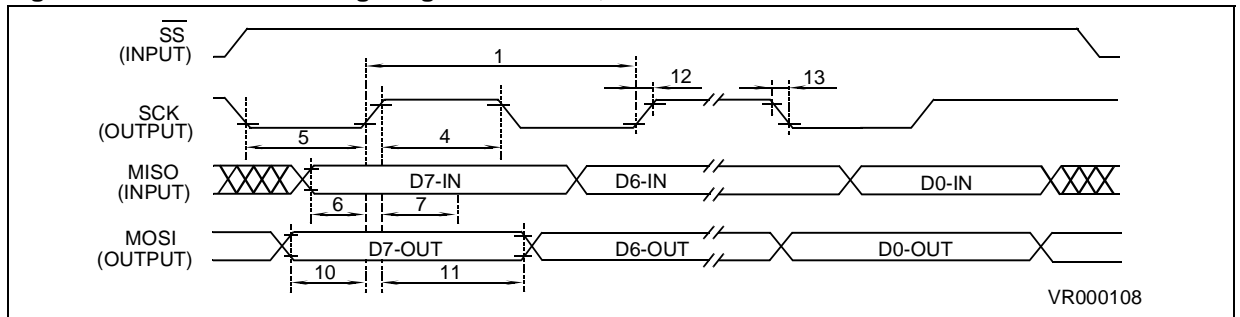 SS
(INPUT)
1
12
13
SCK
(OUTPUT)
5
4
MISO
(INPUT)
D7-IN
D6-IN
D0-IN
6
7
MOSI
(OUTPUT)
D7-OUT
D6-OUT
D0-OUT
10
11
VR000108